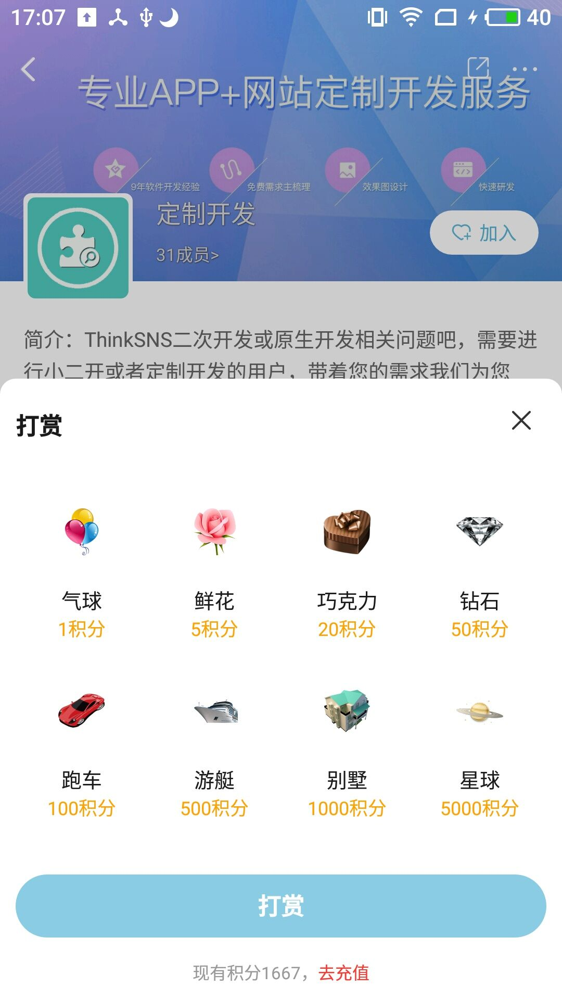 17:07
40
专业APP+网站定制开发服务
9年软件开发经验
免费需求主梳理
效果图设计
快速研发
定制开发
31成员>
加入
简介：ThinkSNS二次开发或原生开发相关问题吧，需要进
行小二开或者定制开发的用户，带着您的需求我们为您
打赏
气球 鲜花 巧克力 钻石
1积分 5积分 20积分 50积分
跑车 游艇 别墅 星球
100积分 500积分 1000积分 5000积分
打赏
现有积分1667，去充值